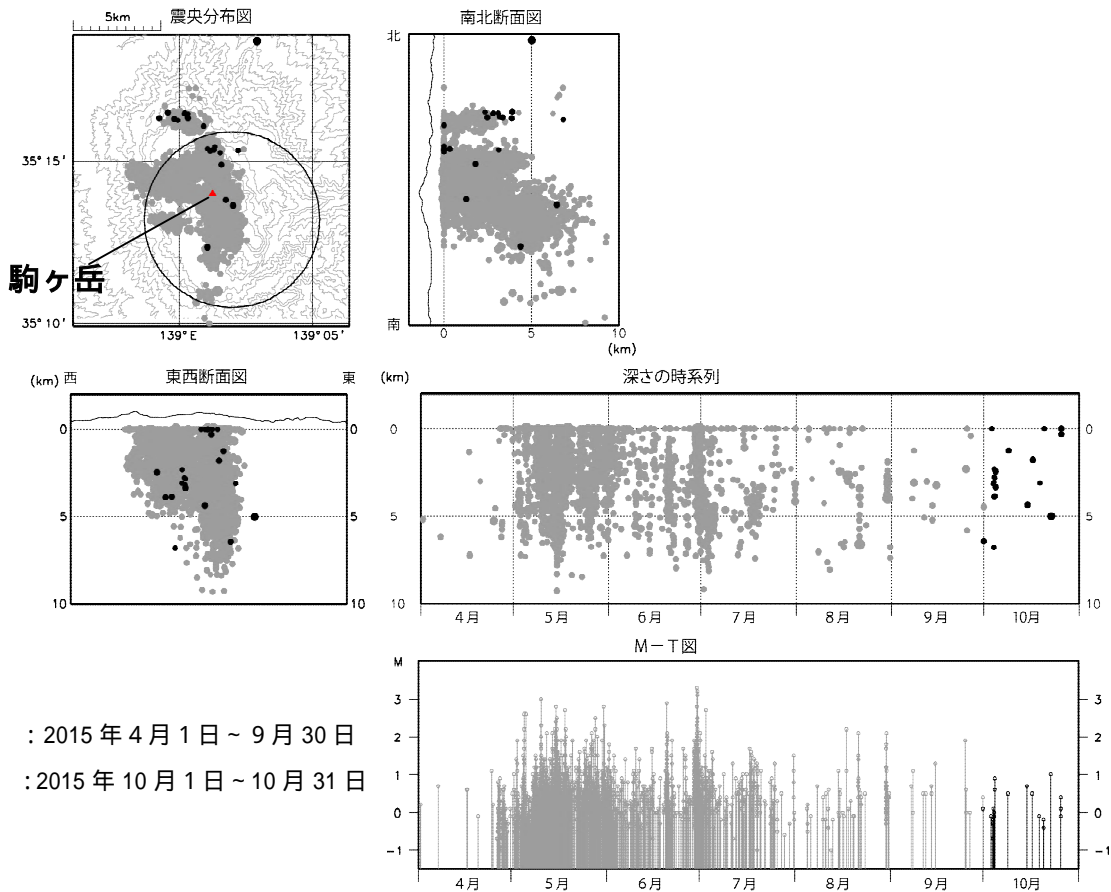 5km 震央分布図
35°15′
駒ヶ岳
35°10′
139°E 139°05′
南北断面図
北
南
0 5 10
(km)
(km) 西 東西断面図 東
0 0
5 5
10 10
(km) 深さの時系列
0 0
5 5
10 10
4月 5月 6月 7月 8月 9月 10月
M－T図
M
3 3
2 2
1 1
0 0
-1 -1
4月 5月 6月 7月 8月 9月 10月
: 2015 年 4 月 1 日 ~ 9 月 30 日
: 2015 年 10 月 1 日 ~ 10 月 31 日